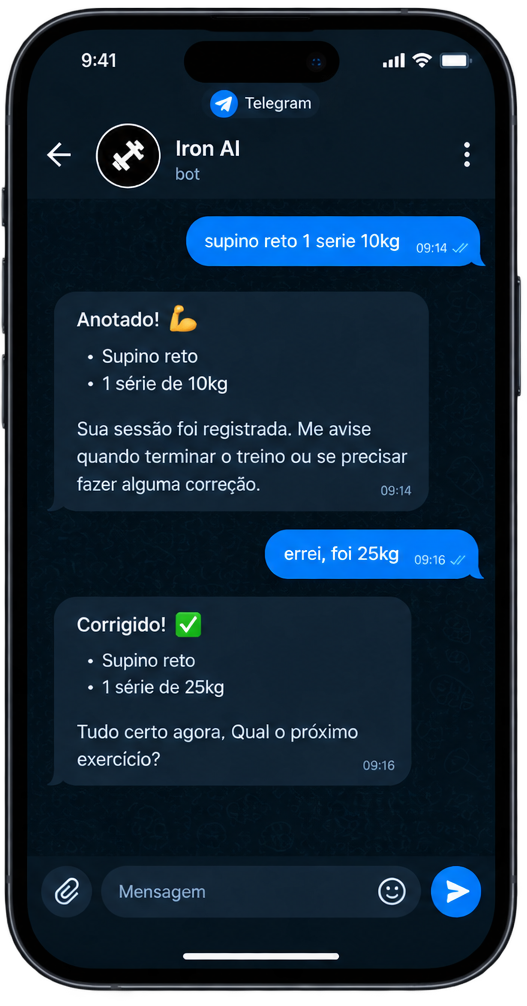 9:41
Telegram
Iron AI
bot
supino reto 1 serie 10kg 09:14
Anotado! 💪
• Supino reto
• 1 série de 10kg
Sua sessão foi registrada. Me avise
quando terminar o treino ou se precisar
fazer alguma correção.
09:14
errei, foi 25kg 09:16
Corrigido! ✅
• Supino reto
• 1 série de 25kg
Tudo certo agora, Qual o próximo
exercício?
09:16
Mensagem